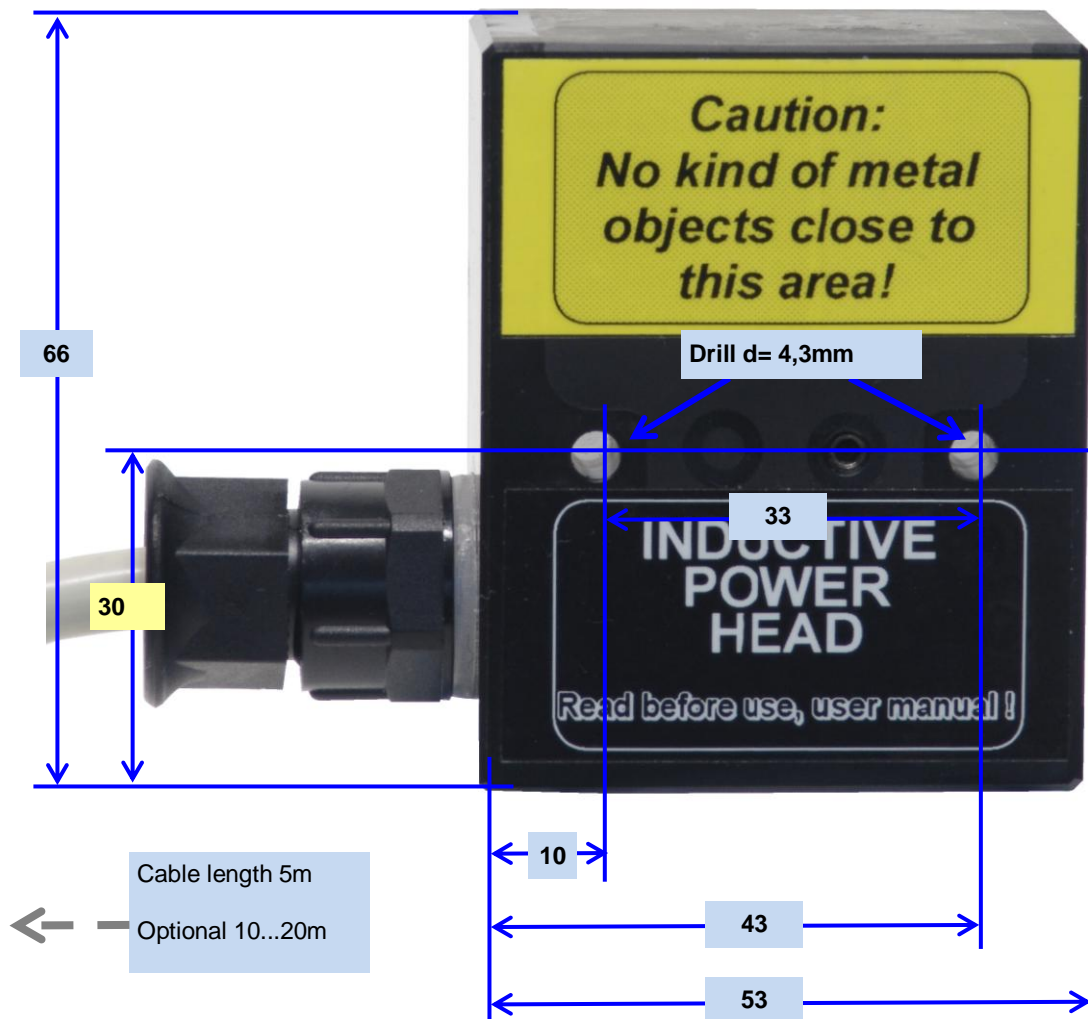 Caution:
No kind of metal
objects close to
this area!
66
Drill d= 4,3mm
33
INDUCTIVE
POWER
HEAD
30
Read before use, user manual !
10
Cable length 5m
Optional 10...20m
43
53